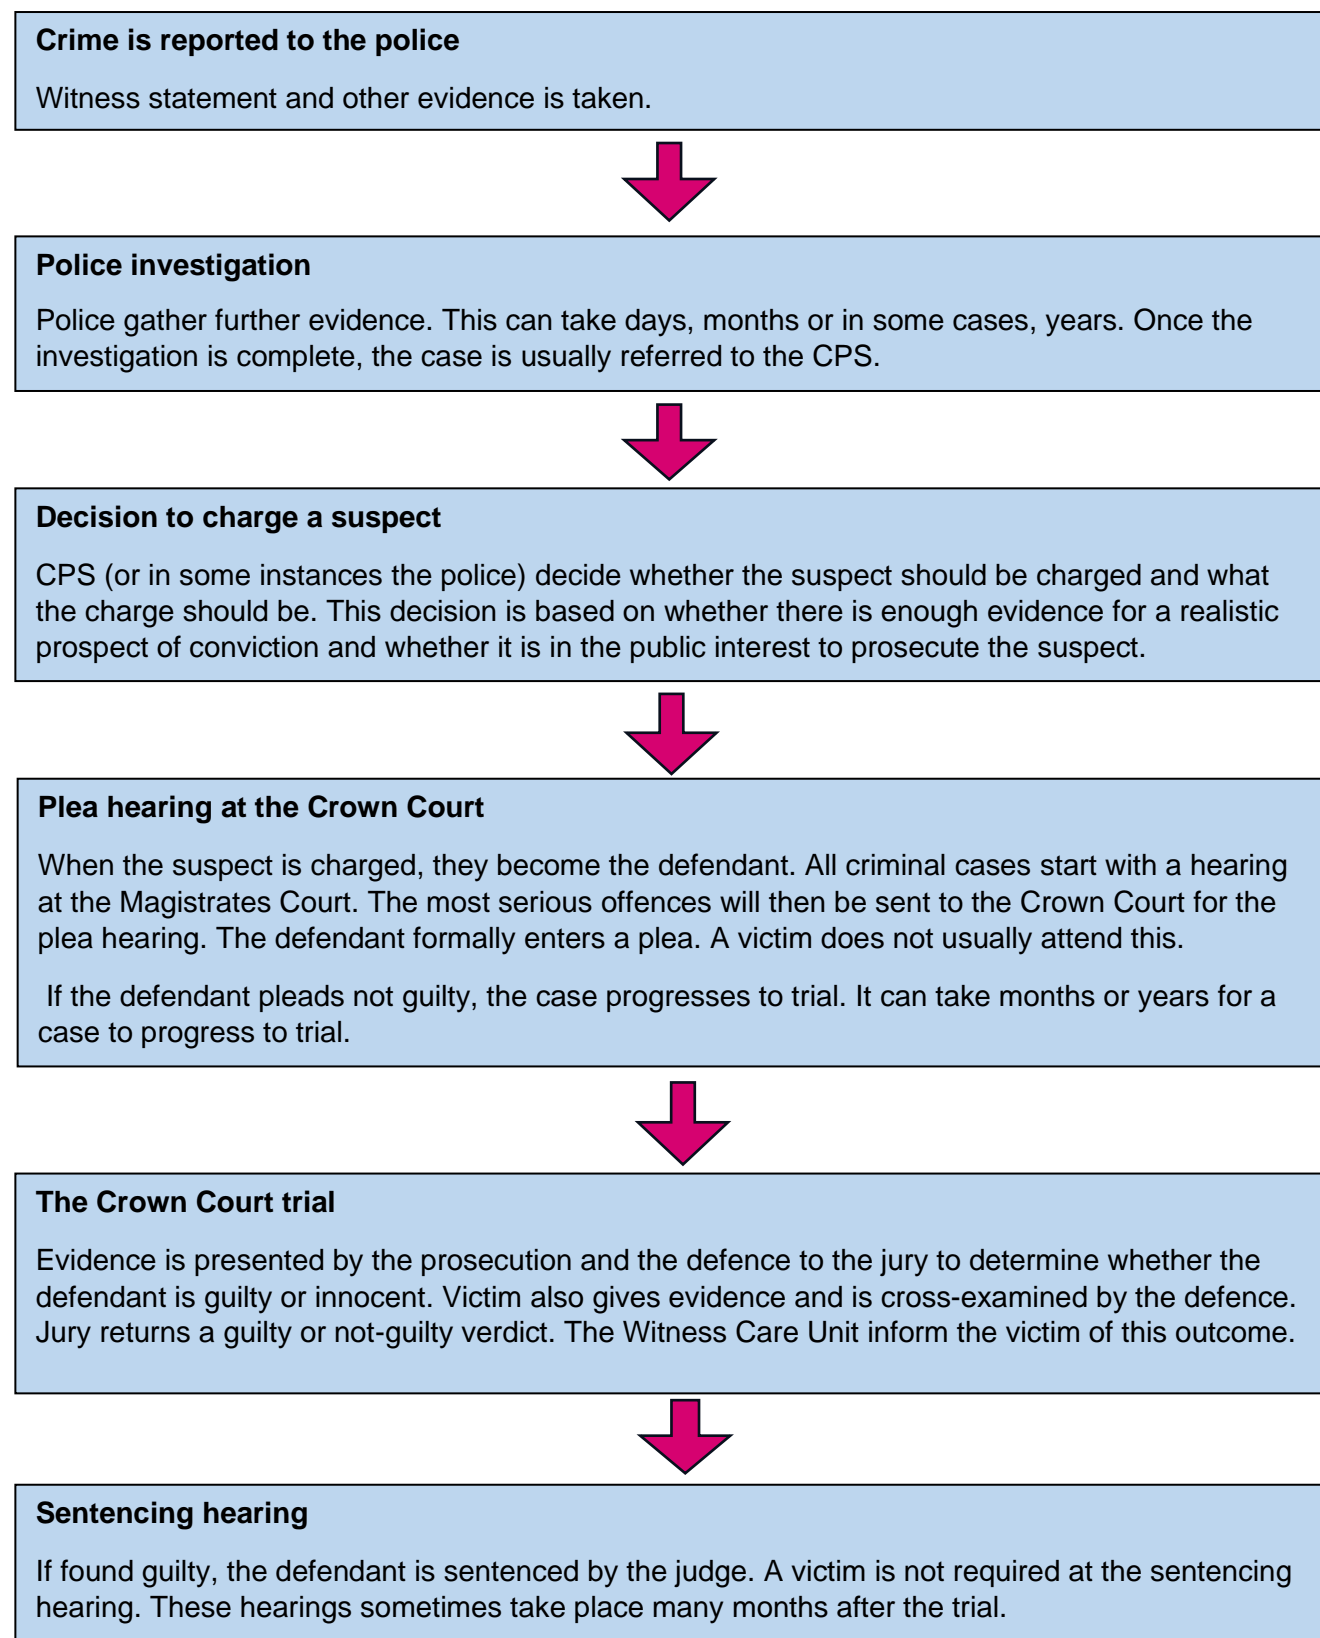 Crime is reported to the police
Witness statement and other evidence is taken.
Police investigation
Police gather further evidence. This can take days, months or in some cases, years. Once the
investigation is complete, the case is usually referred to the CPS.
Decision to charge a suspect
CPS (or in some instances the police) decide whether the suspect should be charged and what
the charge should be. This decision is based on whether there is enough evidence for a realistic
prospect of conviction and whether it is in the public interest to prosecute the suspect.
Plea hearing at the Crown Court
When the suspect is charged, they become the defendant. All criminal cases start with a hearing
at the Magistrates Court. The most serious offences will then be sent to the Crown Court for the
plea hearing. The defendant formally enters a plea. A victim does not usually attend this.
If the defendant pleads not guilty, the case progresses to trial. It can take months or years for a
case to progress to trial.
The Crown Court trial
Evidence is presented by the prosecution and the defence to the jury to determine whether the
defendant is guilty or innocent. Victim also gives evidence and is cross-examined by the defence.
Jury returns a guilty or not-guilty verdict. The Witness Care Unit inform the victim of this outcome.
Sentencing hearing
If found guilty, the defendant is sentenced by the judge. A victim is not required at the sentencing
hearing. These hearings sometimes take place many months after the trial.